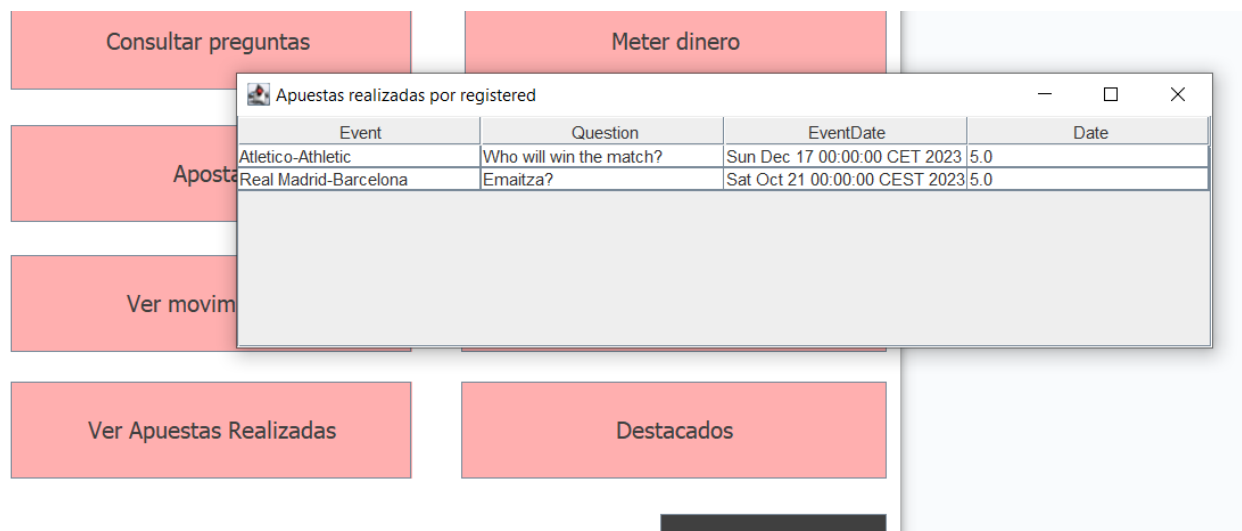 Consultar preguntas
Meter dinero
Apuestas realizadas por registered
Event Question EventDate Date
Atletico-Athletic Who will win the match? Sun Dec 17 00:00:00 CET 2023 5.0
Real Madrid-Barcelona Emaitza? Sat Oct 21 00:00:00 CEST 2023 5.0
Aposta
Ver movim
Ver Apuestas Realizadas
Destacados